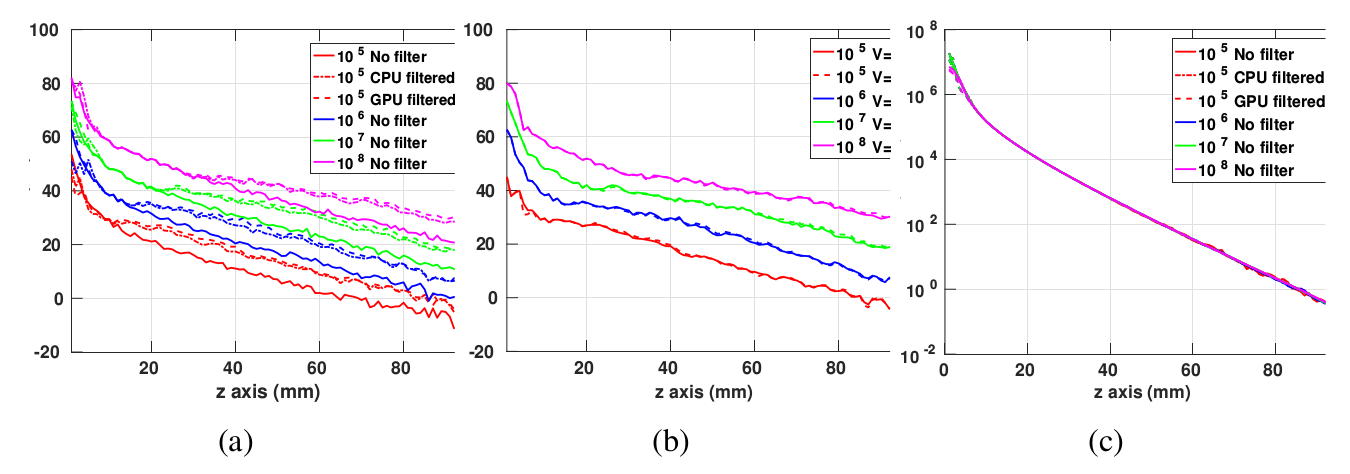 100
80
60
40
20
0
-20
20
40
60
80
z axis (mm)
10 5 No filter
10 5 CPU filtered
10 5 GPU filtered
10 6 No filter
10 7 No filter
10 8 No filter
(a)
100
80
60
40
20
0
-20
20
40
60
80
z axis (mm)
10 5 V=
10 5 V=
10 6 V=
10 7 V=
10 8 V=
(b)
10 8
10 6
10 4
10 2
10 0
10 -2
0
20
40
60
80
z axis (mm)
10 5 No filter
10 5 CPU filtered
10 5 GPU filtered
10 6 No filter
10 7 No filter
10 8 No filter
(c)